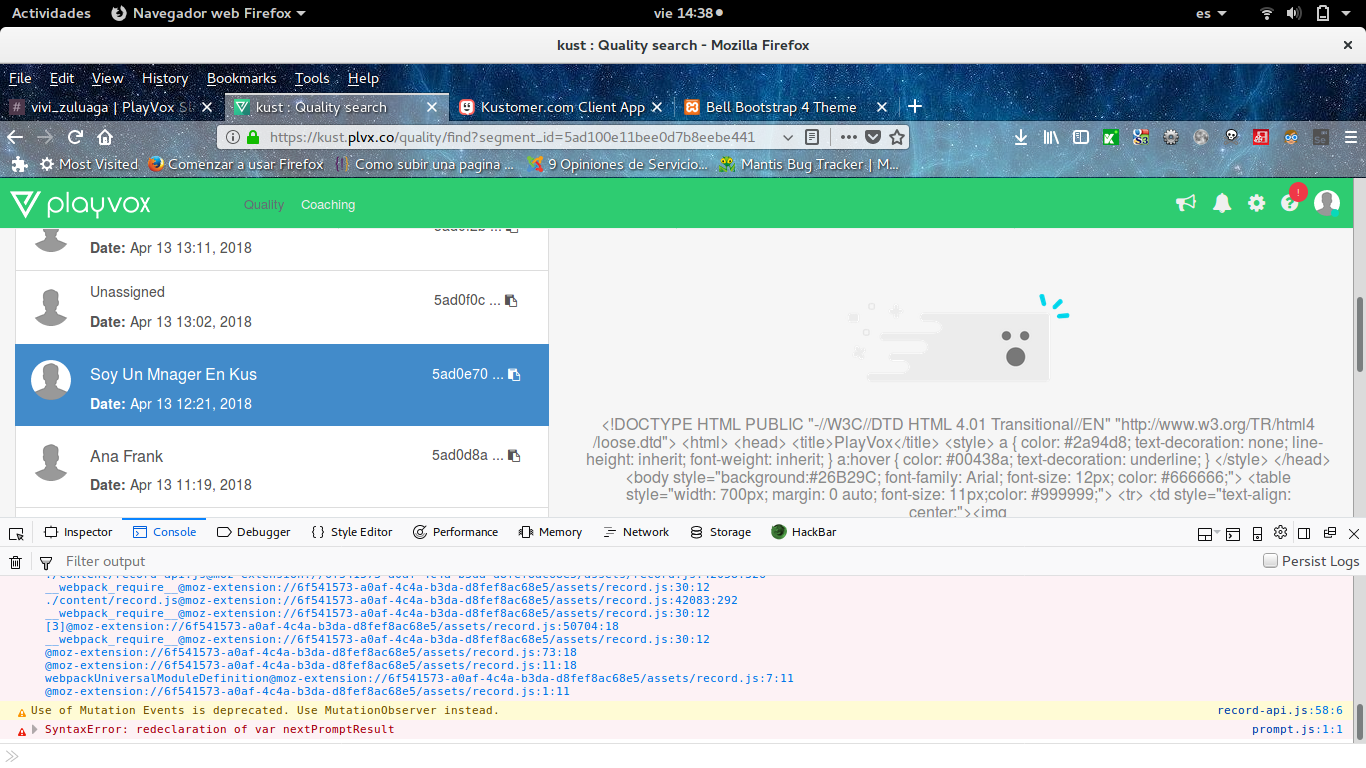 Actividades Navegador web Firefox vie 14:38 es
kust : Quality search - Mozilla Firefox
File Edit View History Bookmarks Tools Help
vivi_zuluaga | PlayVox Sl kust : Quality search Kustomer.com Client App Bell Bootstrap 4 Theme
https://kust.plvx.co/quality/find?segment_id=5ad100e11bee0d7b8eebe441
Most Visited Comenzar a usar Firefox Como subir una pagina ... 9 Opiniones de Servicio... Mantis Bug Tracker | M...
playvox Quality Coaching !
Date: Apr 13 13:11, 2018
Unassigned 5ad0f0c ...
Date: Apr 13 13:02, 2018
Soy Un Mnager En Kus 5ad0e70 ...
Date: Apr 13 12:21, 2018
Ana Frank 5ad0d8a ...
Date: Apr 13 11:19, 2018
<!DOCTYPE HTML PUBLIC "-//W3C//DTD HTML 4.01 Transitional//EN" "http://www.w3.org/TR/html4
/loose.dtd"> <html> <head> <title>PlayVox</title> <style> a { color: #2a94d8; text-decoration: none; line-
height: inherit; font-weight: inherit; } a:hover { color: #00438a; text-decoration: underline; } </style> </head>
<body style="background:#26B29C; font-family: Arial; font-size: 12px; color: #666666;"> <table
style="width: 700px; margin: 0 auto; font-size: 11px;color: #999999;"> <tr> <td style="text-align:
center;"><img
Inspector Console Debugger {} Style Editor Performance Memory Network Storage HackBar
Filter output Persist Logs
__webpack_require__@moz-extension://6f541573-a0af-4c4a-b3da-d8fef8ac68e5/assets/record.js:30:12
./content/record.js@moz-extension://6f541573-a0af-4c4a-b3da-d8fef8ac68e5/assets/record.js:42083:292
__webpack_require__@moz-extension://6f541573-a0af-4c4a-b3da-d8fef8ac68e5/assets/record.js:30:12
[3]@moz-extension://6f541573-a0af-4c4a-b3da-d8fef8ac68e5/assets/record.js:50704:18
__webpack_require__@moz-extension://6f541573-a0af-4c4a-b3da-d8fef8ac68e5/assets/record.js:30:12
@moz-extension://6f541573-a0af-4c4a-b3da-d8fef8ac68e5/assets/record.js:73:18
@moz-extension://6f541573-a0af-4c4a-b3da-d8fef8ac68e5/assets/record.js:11:18
webpackUniversalModuleDefinition@moz-extension://6f541573-a0af-4c4a-b3da-d8fef8ac68e5/assets/record.js:7:11
@moz-extension://6f541573-a0af-4c4a-b3da-d8fef8ac68e5/assets/record.js:1:11
Use of Mutation Events is deprecated. Use MutationObserver instead. record-api.js:58:6
SyntaxError: redeclaration of var nextPromptResult prompt.js:1:1